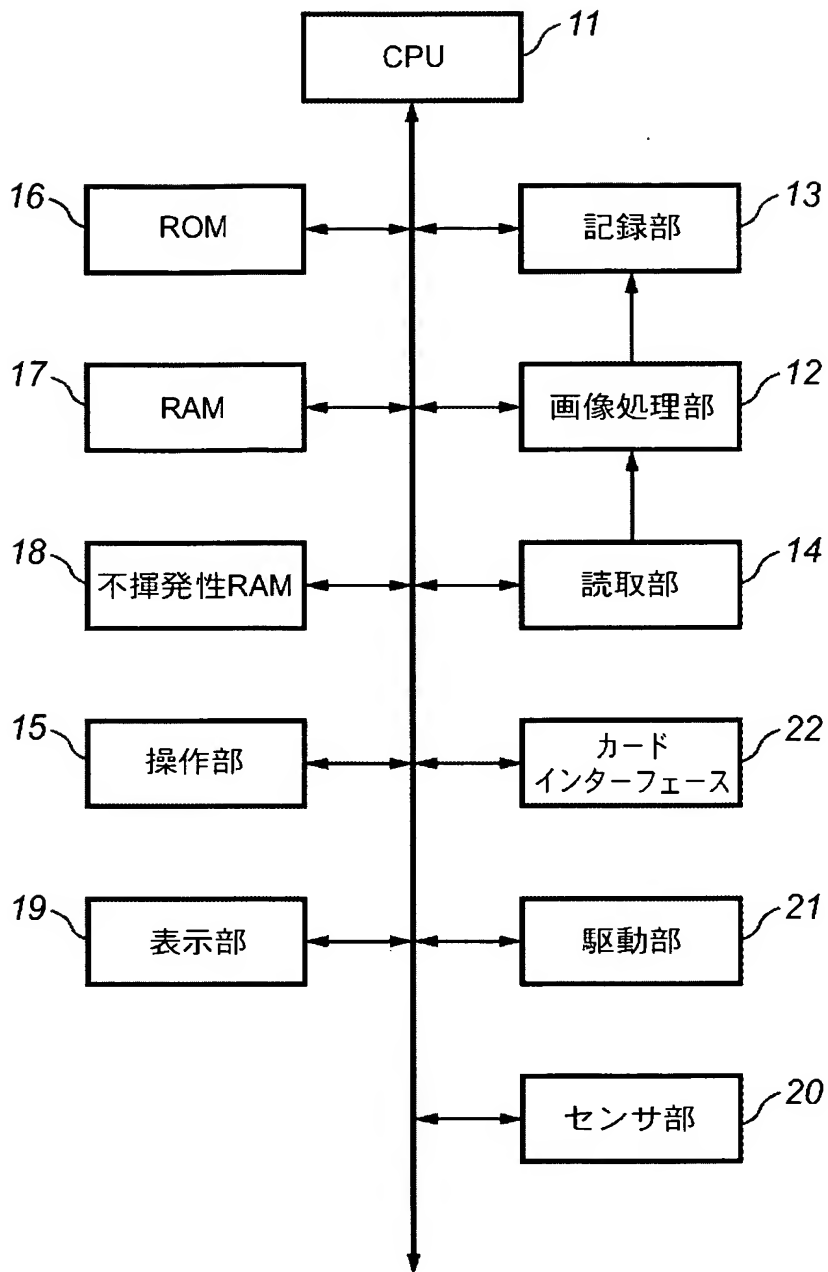 CPU
11
16
ROM
記録部
13
17
RAM
画像処理部
12
18
不揮発性RAM
読取部
14
15
操作部
カード
インターフェース
22
19
表示部
駆動部
21
センサ部
20